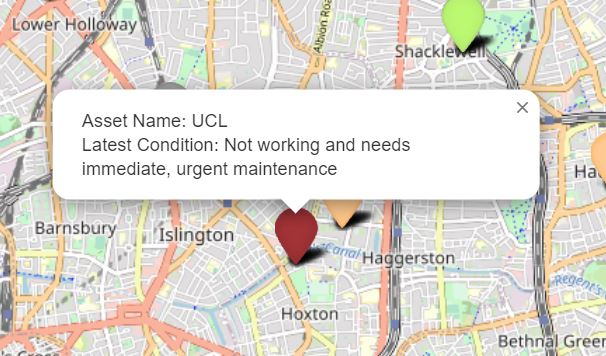 Lower Holloway
Albion Roa
Shacklewell
×
Asset Name: UCL
Latest Condition: Not working and needs
immediate, urgent maintenance
Ha
Barnsbury
Islington
Canal
Haggerston
Regent's
Hoxton
Bethnal Green